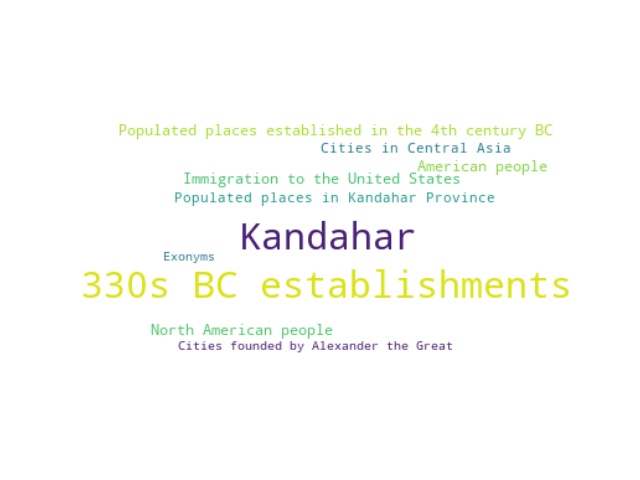 Populated places established in the 4th century BC
Cities in Central Asia
American people
Immigration to the United States
Populated places in Kandahar Province
Kandahar
Exonyms
330s BC establishments
North American people
Cities founded by Alexander the Great